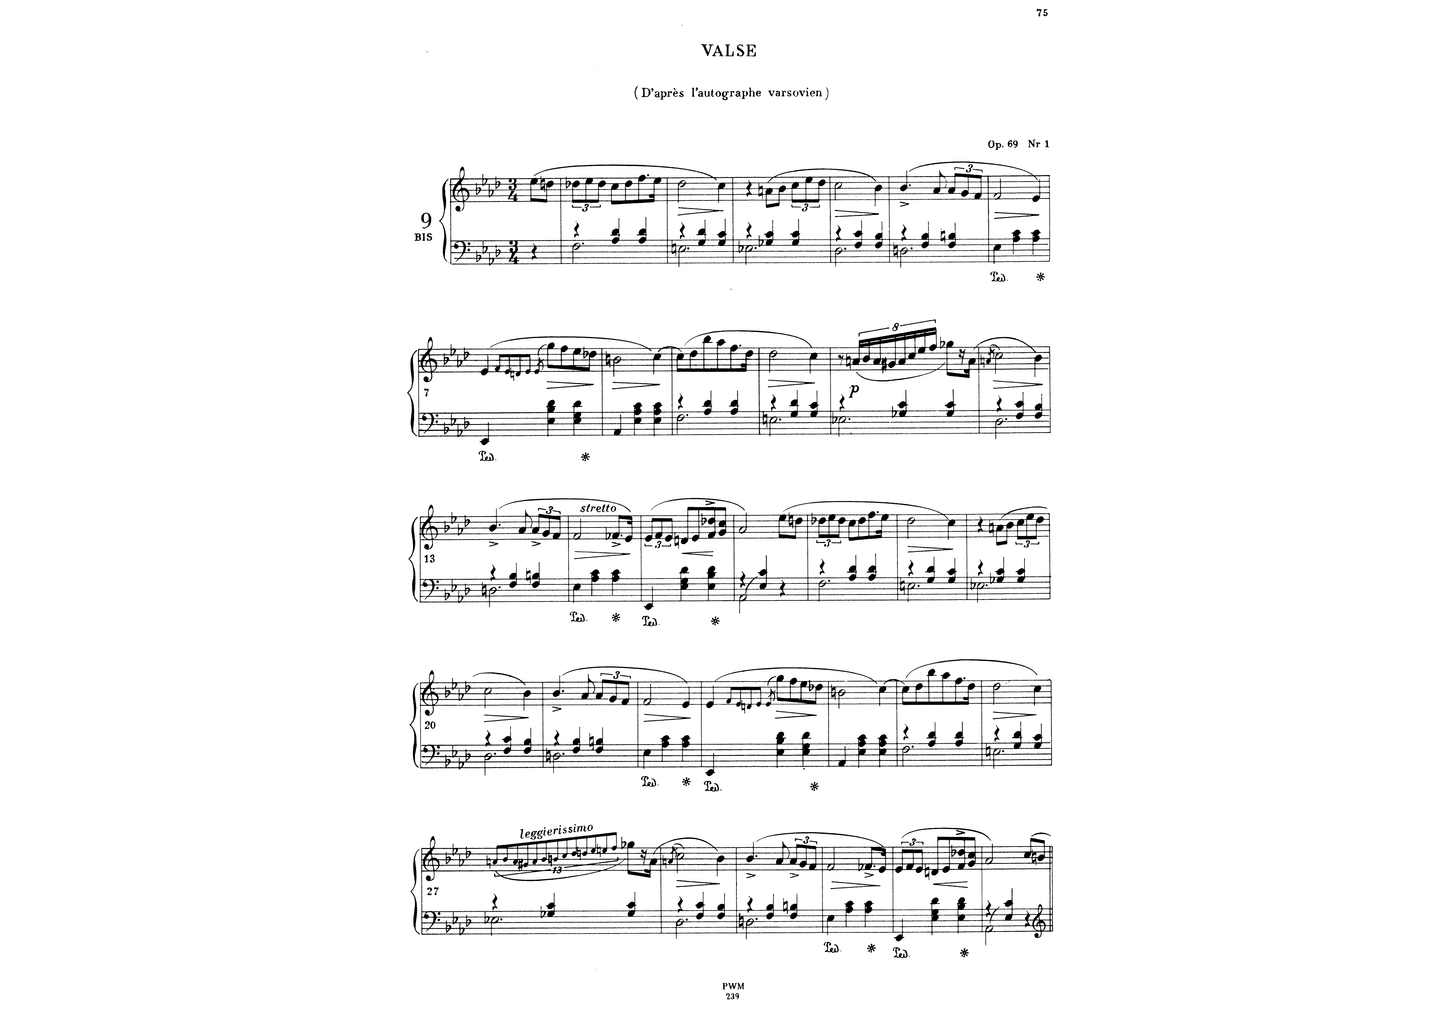 75
VALSE
(D'après l'autographe varsovien)
Op. 69 Nr 1
9
BIS
3
3
3
Ped. *
7
8
p
Ped. *
13
3
stretto
3
3
3
Ped. * Ped. *
20
3
Ped. * Ped. *
27
leggierissimo
13
3
3
Ped. * Ped. *
PWM
239